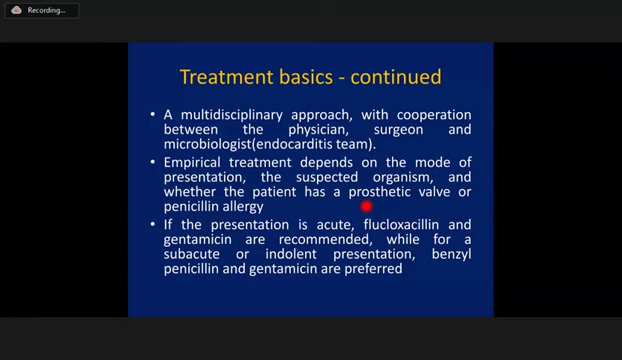 Recording...
Treatment basics - continued
• A multidisciplinary approach, with cooperation
between the physician, surgeon and
microbiologist(endocarditis team).
• Empirical treatment depends on the mode of
presentation, the suspected organism, and
whether the patient has a prosthetic valve or
penicillin allergy
• If the presentation is acute, flucloxacillin and
gentamicin are recommended, while for a
subacute or indolent presentation, benzyl
penicillin and gentamicin are preferred